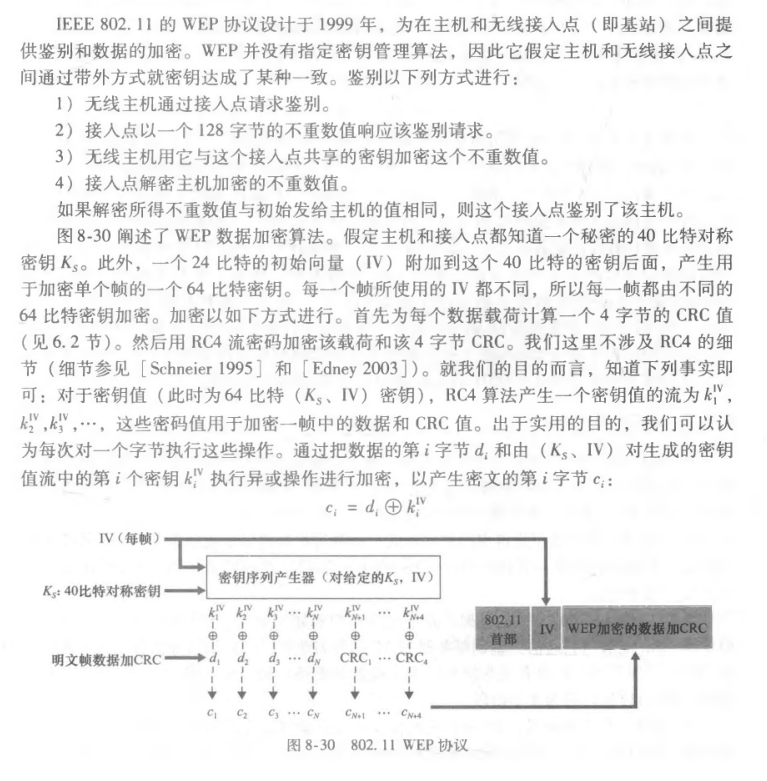 IEEE 802.11 的 WEP 协议设计于 1999 年，为在主机和无线接入点（即基站）之间提
供鉴别和数据的加密。WEP 并没有指定密钥管理算法，因此它假定主机和无线接入点之
间通过带外方式就密钥达成了某种一致。鉴别以下列方式进行：
1）无线主机通过接入点请求鉴别。
2）接入点以一个 128 字节的不重数值响应该鉴别请求。
3）无线主机用它与这个接入点共享的密钥加密这个不重数值。
4）接入点解密主机加密的不重数值。
如果解密所得不重数值与初始发给主机的值相同，则这个接入点鉴别了该主机。
图 8-30 阐述了 WEP 数据加密算法。假定主机和接入点都知道一个秘密的 40 比特对称
密钥 Kₛ。此外，一个 24 比特的初始向量（IV）附加到这个 40 比特的密钥后面，产生用
于加密单个帧的一个 64 比特密钥。每一个帧所使用的 IV 都不同，所以每一帧都由不同的
64 比特密钥加密。加密以如下方式进行。首先为每个数据载荷计算一个 4 字节的 CRC 值
（见 6.2 节）。然后用 RC4 流密码加密该载荷和该 4 字节 CRC。我们这里不涉及 RC4 的细
节（细节参见［Schneier 1995］和［Edney 2003］）。就我们的目的而言，知道下列事实即
可：对于密钥值（此时为 64 比特（Kₛ、IV）密钥），RC4 算法产生一个密钥值的流为 k₁^IV，
k₂^IV, k₃^IV, …，这些密码值用于加密一帧中的数据和 CRC 值。出于实用的目的，我们可以认
为每次对一个字节执行这些操作。通过把数据的第 i 字节 dᵢ 和由（Kₛ、IV）对生成的密钥
值流中的第 i 个密钥 kᵢ^IV 执行异或操作进行加密，以产生密文的第 i 字节 cᵢ：
cᵢ = dᵢ ⊕ kᵢ^IV
IV（每帧）
密钥序列产生器（对给定的Kₛ, IV）
Kₛ: 40比特对称密钥
k₁^IV k₂^IV k₃^IV … k_N^IV k_{N+1}^IV … k_{N+4}^IV
⊕ ⊕ ⊕ ⊕ ⊕ ⊕
802.11
首部
IV
WEP加密的数据加CRC
明文帧数据加CRC
d₁ d₂ d₃ … d_N CRC₁ … CRC₄
c₁ c₂ c₃ … c_N c_{N+1} … c_{N+4}
图 8-30 802.11 WEP 协议